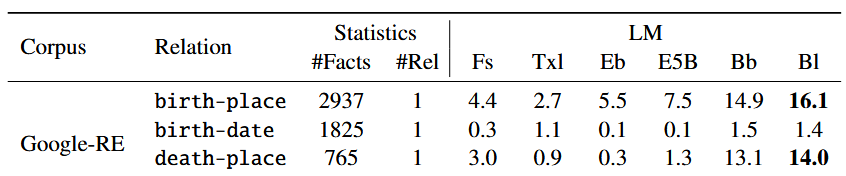 Corpus Relation Statistics LM
#Facts #Rel Fs Txl Eb E5B Bb Bl
birth-place 2937 1 4.4 2.7 5.5 7.5 14.9 16.1
Google-RE birth-date 1825 1 0.3 1.1 0.1 0.1 1.5 1.4
death-place 765 1 3.0 0.9 0.3 1.3 13.1 14.0